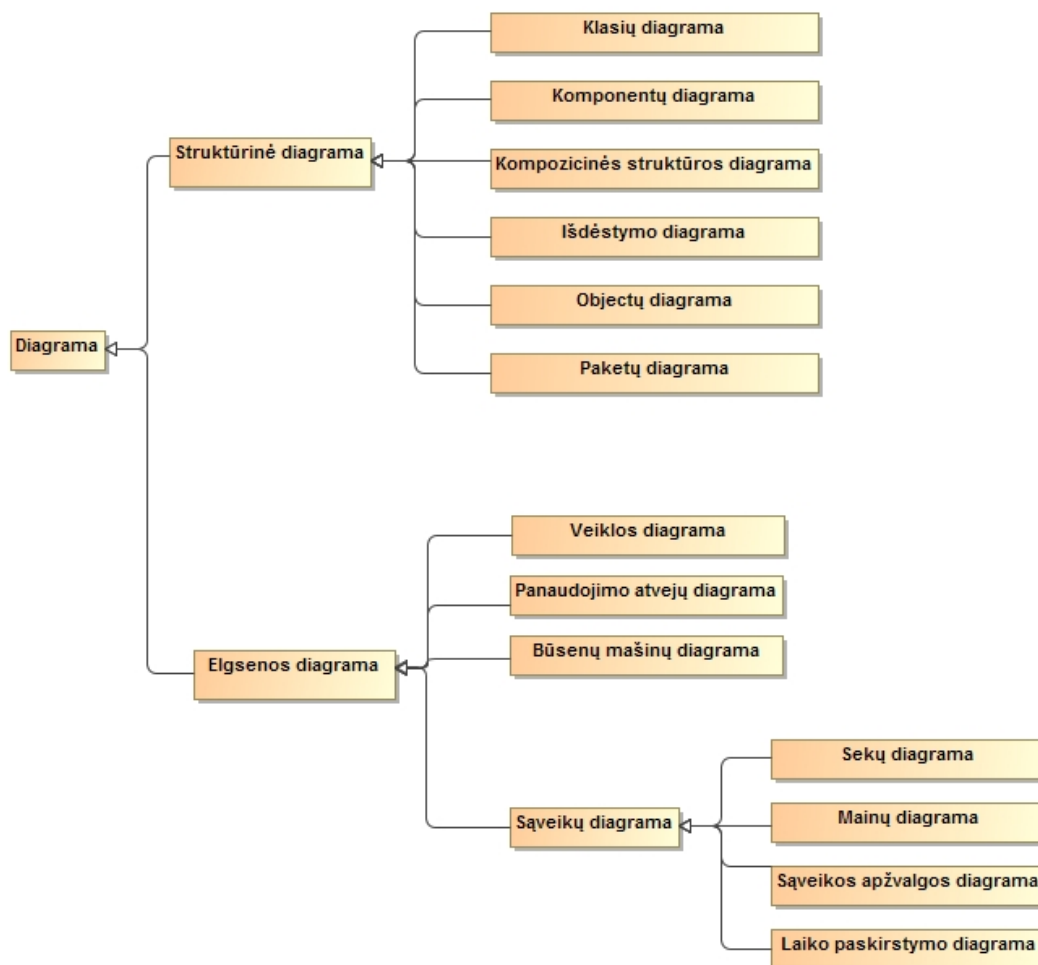 Klasių diagrama
Komponentų diagrama
Struktūrinė diagrama
Kompozicinės struktūros diagrama
Išdėstymo diagrama
Objectų diagrama
Diagrama
Paketų diagrama
Veiklos diagrama
Panaudojimo atvejų diagrama
Būsenų mašinų diagrama
Elgsenos diagrama
Sekų diagrama
Sąveikų diagrama
Mainų diagrama
Sąveikos apžvalgos diagrama
Laiko paskirstymo diagrama